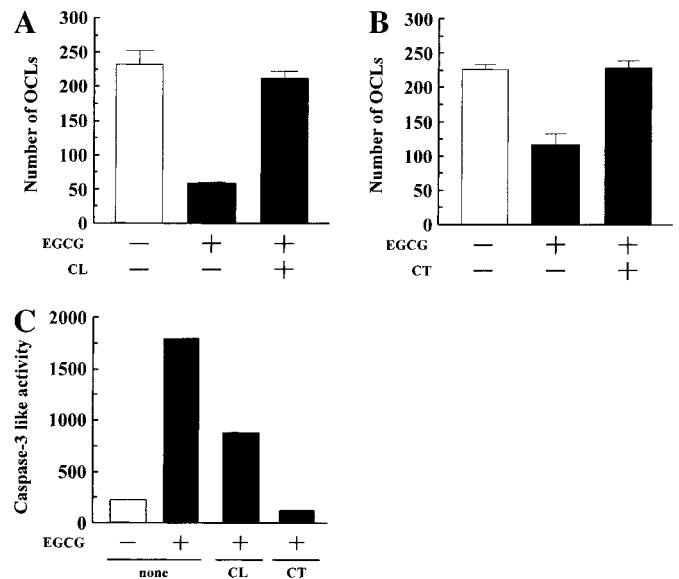 A
Number of OCLs
300
250
200
150
100
50
0
EGCG — + +
CL — — +
B
Number of OCLs
300
250
200
150
100
50
0
EGCG — + +
CT — — +
C
Caspase-3 like activity
2000
1500
1000
500
0
EGCG — + + +
none CL CT